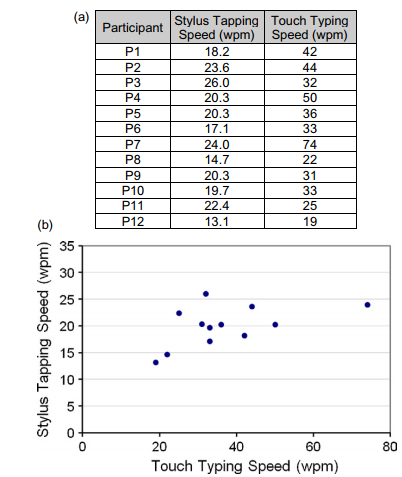 (a)
Participant Stylus Tapping Speed (wpm) Touch Typing Speed (wpm)
P1 18.2 42
P2 23.6 44
P3 26.0 32
P4 20.3 50
P5 20.3 36
P6 17.1 33
P7 24.0 74
P8 14.7 22
P9 20.3 31
P10 19.7 33
P11 22.4 25
P12 13.1 19
(b)
Stylus Tapping Speed (wpm)
35
30
25
20
15
10
5
0
0 20 40 60 80
Touch Typing Speed (wpm)